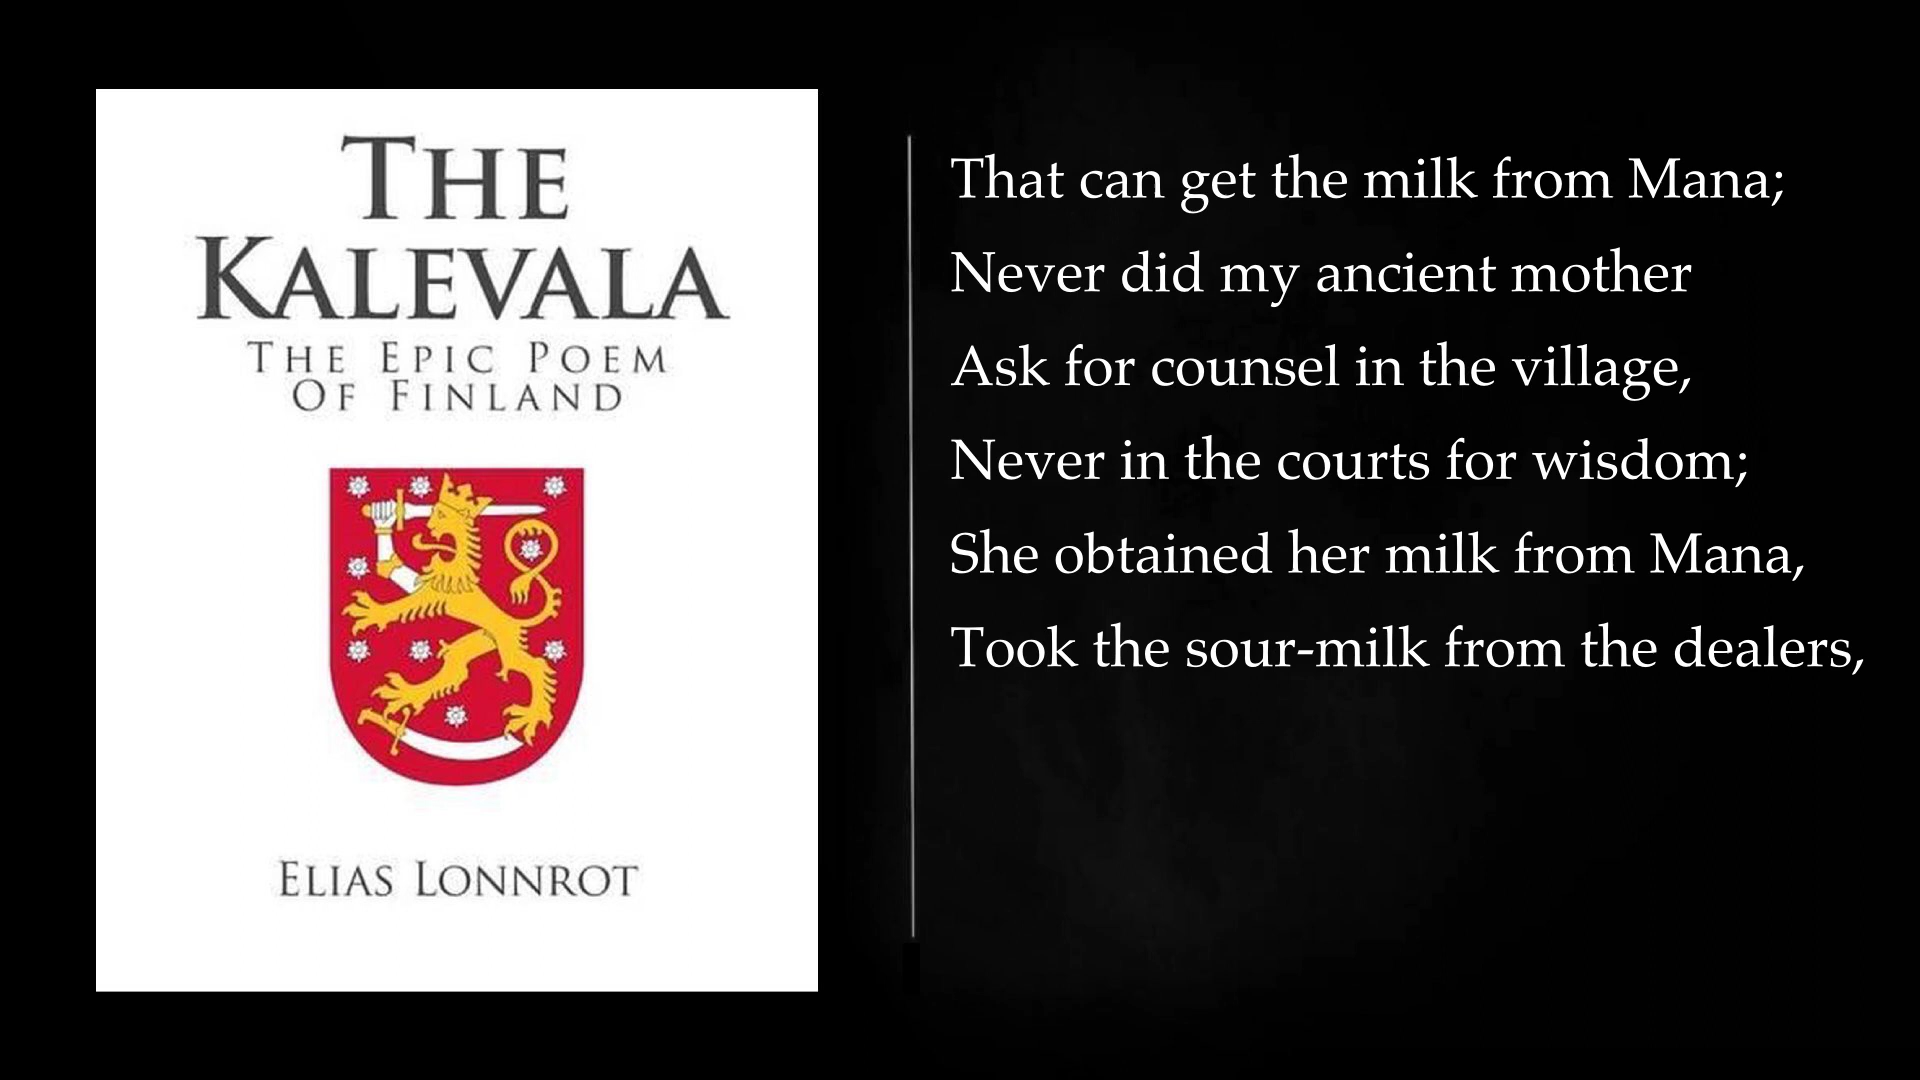 THE
KALEVALA
THE EPIC POEM
OF FINLAND
ELIAS LONNROT
That can get the milk from Mana;
Never did my ancient mother
Ask for counsel in the village,
Never in the courts for wisdom;
She obtained her milk from Mana,
Took the sour-milk from the dealers,